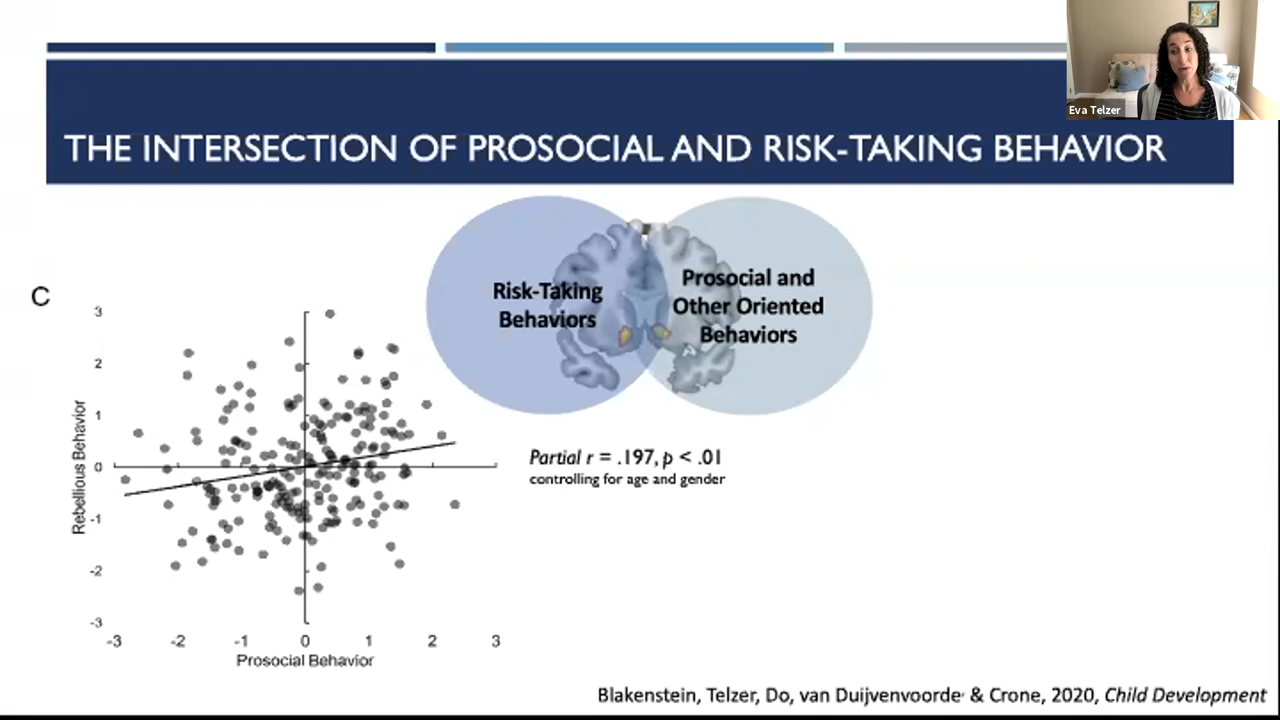 Eva Telzer
THE INTERSECTION OF PROSOCIAL AND RISK-TAKING BEHAVIOR
Risk-Taking
Behaviors
Prosocial and
Other Oriented
Behaviors
C
3
2
1
0
-1
-2
-3
Rebellious Behavior
-3
-2
-1
0
1
2
3
Prosocial Behavior
Partial r = .197, p < .01
controlling for age and gender
Blakenstein, Telzer, Do, van Duijvenvoorde & Crone, 2020, Child Development